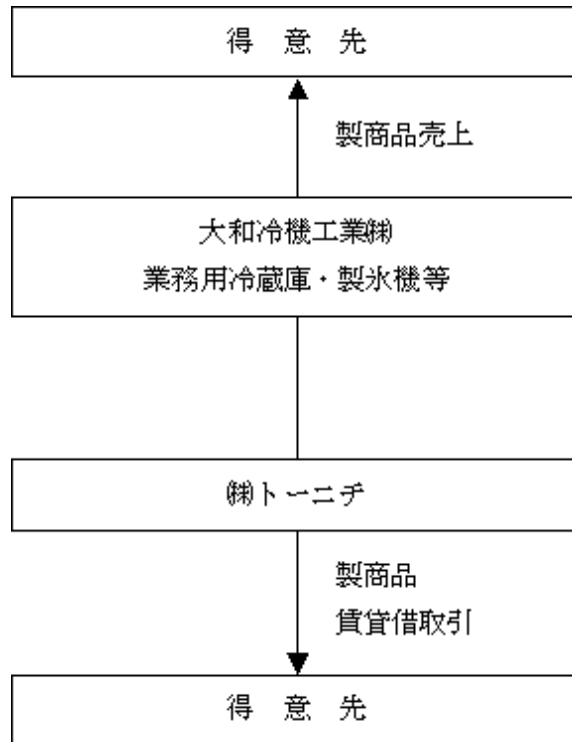 得 意 先
製商品売上
大和冷機工業㈱
業務用冷蔵庫・製氷機等
㈱トーニチ
製商品
賃貸借取引
得 意 先